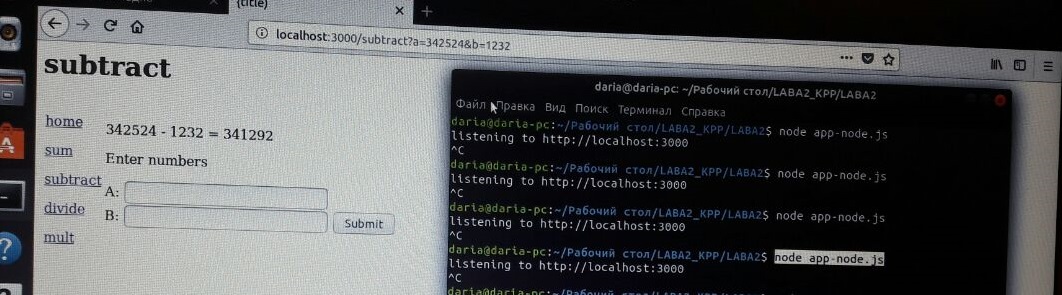 {title}
localhost:3000/subtract?a=342524&b=1232
subtract
home
sum
subtract
divide
mult
342524 - 1232 = 341292
Enter numbers
A:
B:
Submit
daria@daria-pc: ~/Рабочий стол/LABA2_KPP/LABA2
Файл Правка Вид Поиск Терминал Справка
daria@daria-pc:~/Рабочий стол/LABA2_KPP/LABA2$ node app-node.js
listening to http://localhost:3000
^C
daria@daria-pc:~/Рабочий стол/LABA2_KPP/LABA2$ node app-node.js
listening to http://localhost:3000
^C
daria@daria-pc:~/Рабочий стол/LABA2_KPP/LABA2$ node app-node.js
listening to http://localhost:3000
^C
daria@daria-pc:~/Рабочий стол/LABA2_KPP/LABA2$ node app-node.js
listening to http://localhost:3000
^C
daria@daria-pc:~/Рабочий стол/LABA2_KPP/LABA2$